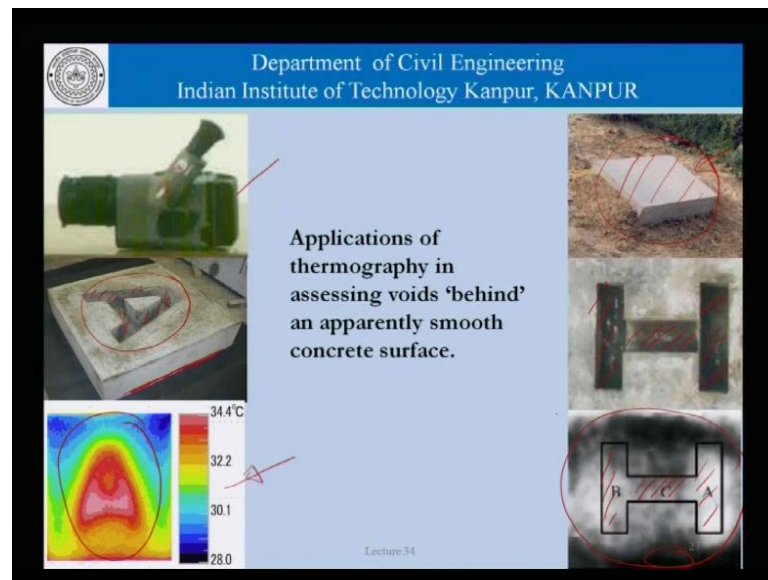 Department of Civil Engineering
Indian Institute of Technology Kanpur, KANPUR
Applications of
thermography in
assessing voids 'behind'
an apparently smooth
concrete surface.
34.4°C
32.2
30.1
28.0
B C A
Lecture 34